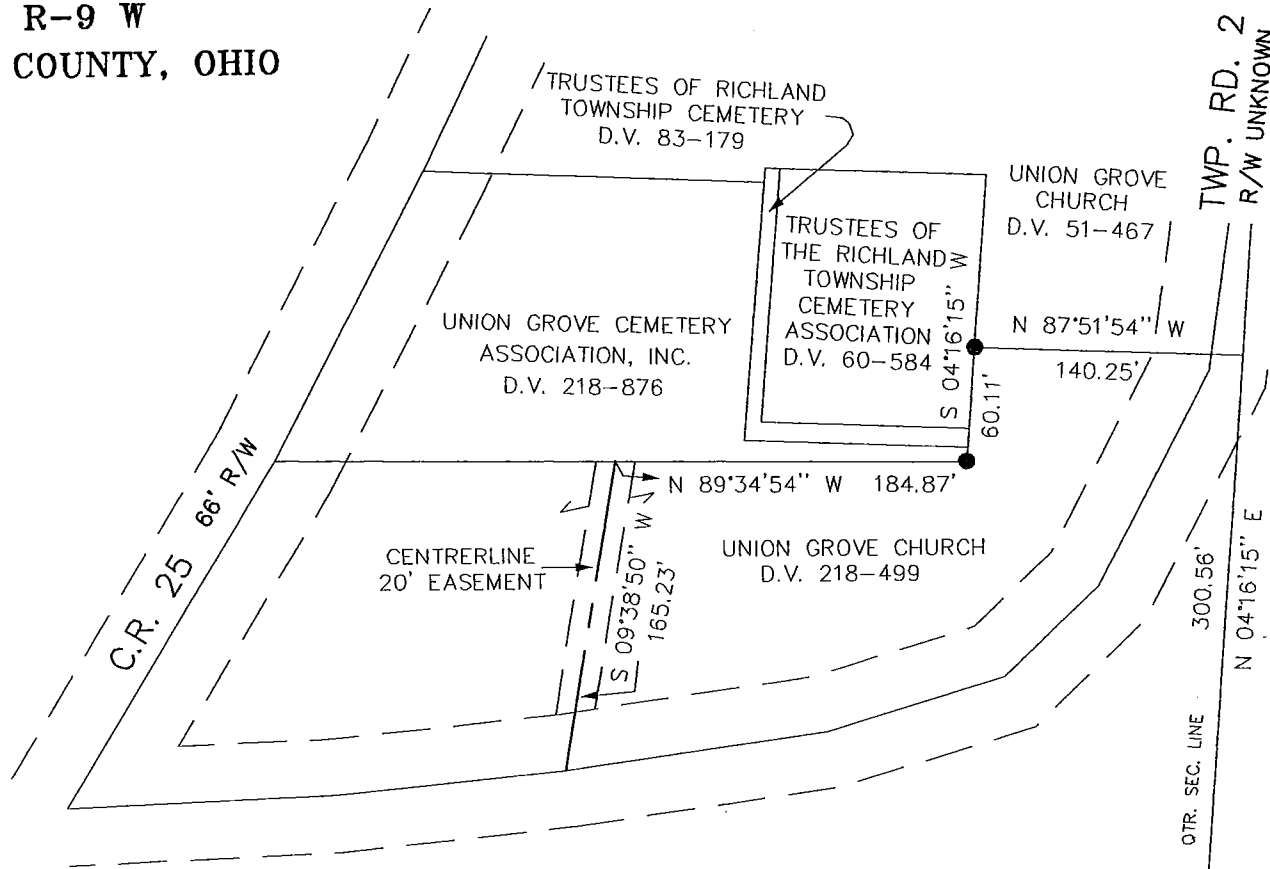 R-9 W
COUNTY, OHIO
TRUSTEES OF RICHLAND
TOWNSHIP CEMETERY
D.V. 83-179
UNION GROVE
CHURCH
D.V. 51-467
TWP. RD. 2
R/W UNKNOWN
TRUSTEES OF
THE RICHLAND
TOWNSHIP
CEMETERY
ASSOCIATION
D.V. 60-584
S 04°16'15" W
60.11'
N 87°51'54" W
140.25'
UNION GROVE CEMETERY
ASSOCIATION, INC.
D.V. 218-876
C.R. 25 66' R/W
N 89°34'54" W 184.87'
CENTRERLINE
20' EASEMENT
S 09°38'50" W
165.23'
UNION GROVE CHURCH
D.V. 218-499
300.56'
N 04°16'15" E
QTR. SEC. LINE